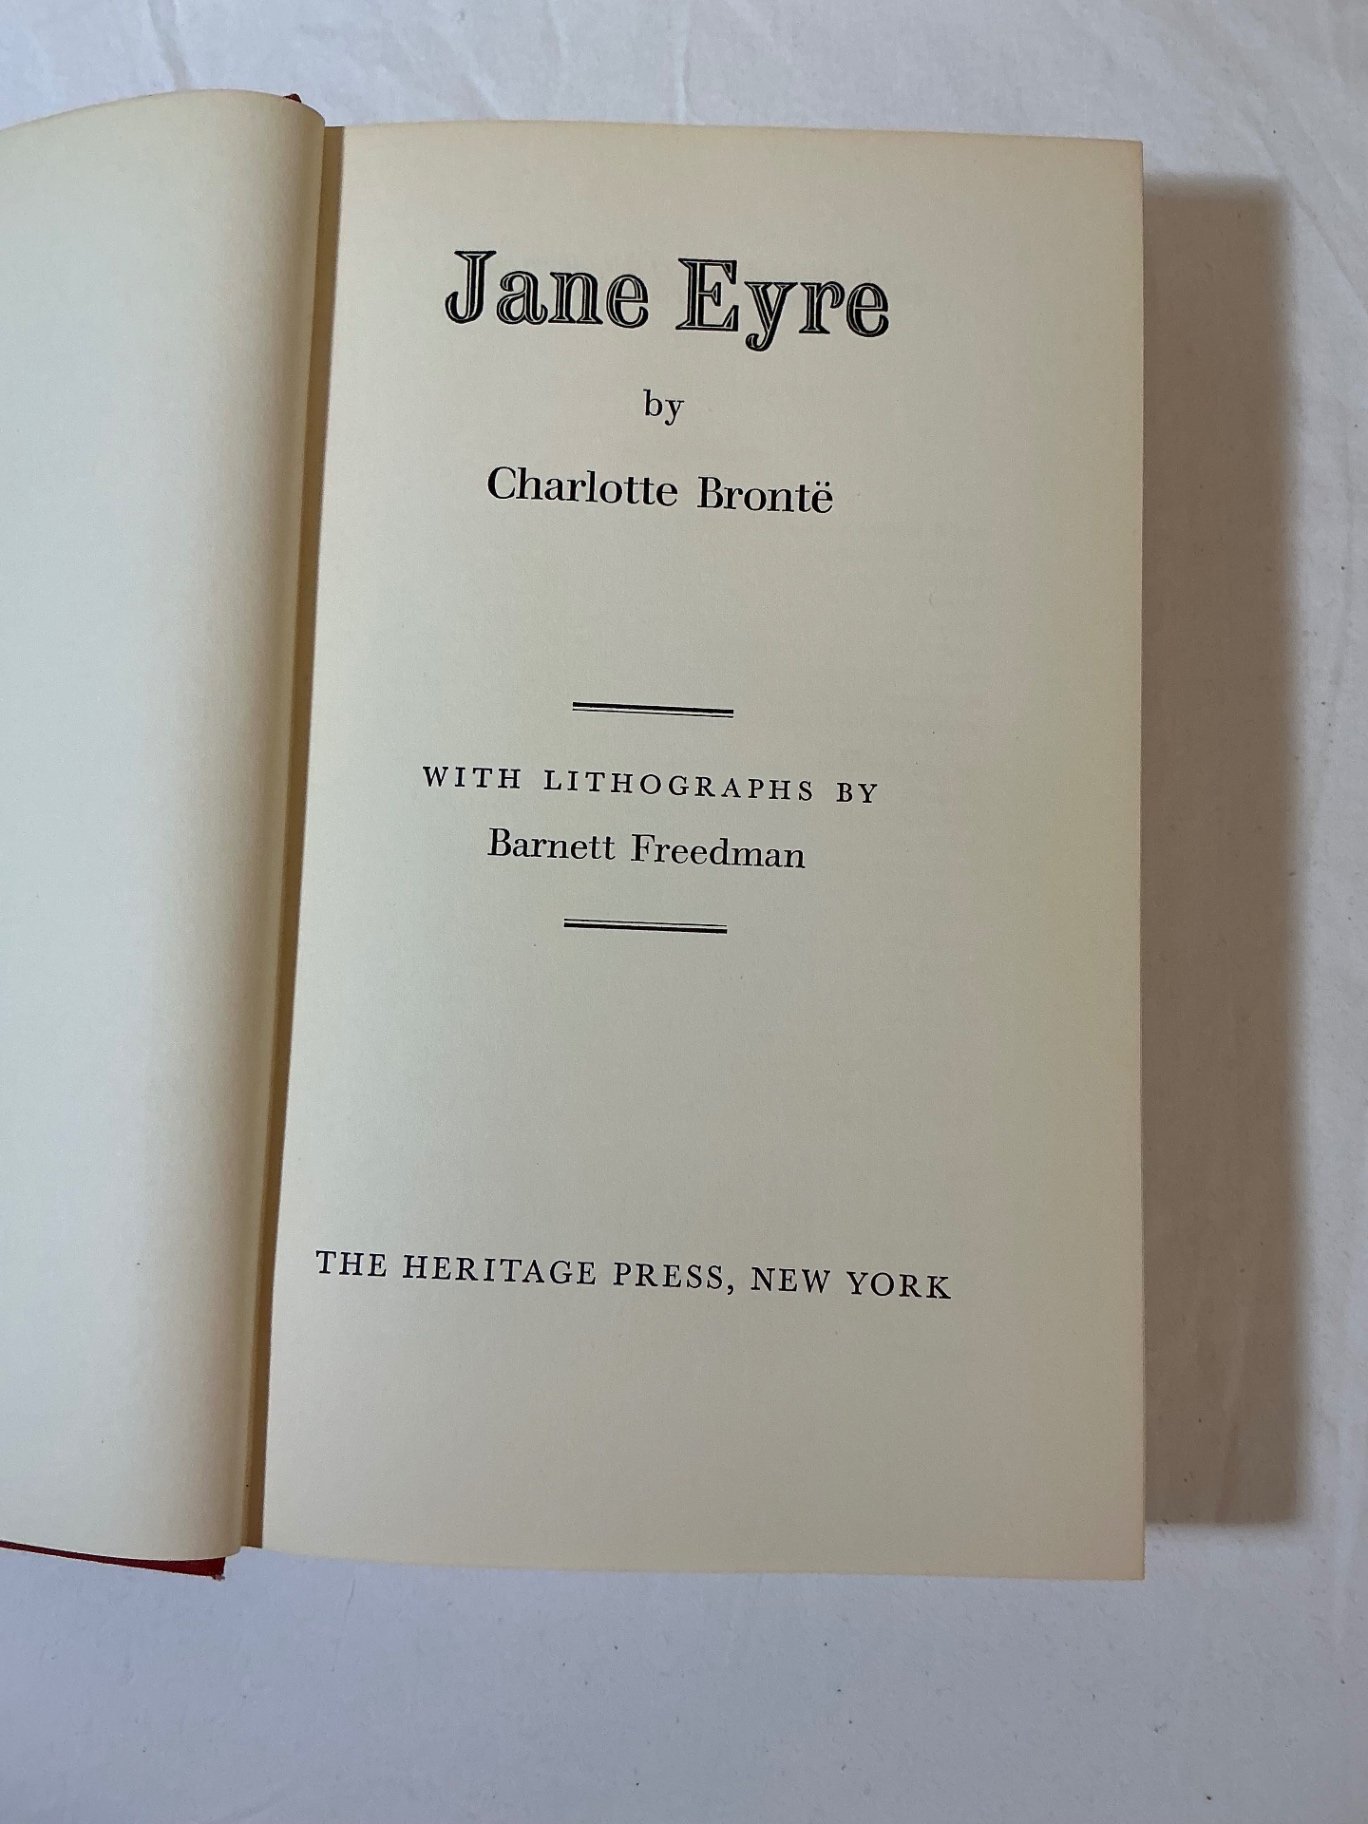 Jane Eyre
by
Charlotte Brontë
WITH LITHOGRAPHS BY
Barnett Freedman
THE HERITAGE PRESS, NEW YORK